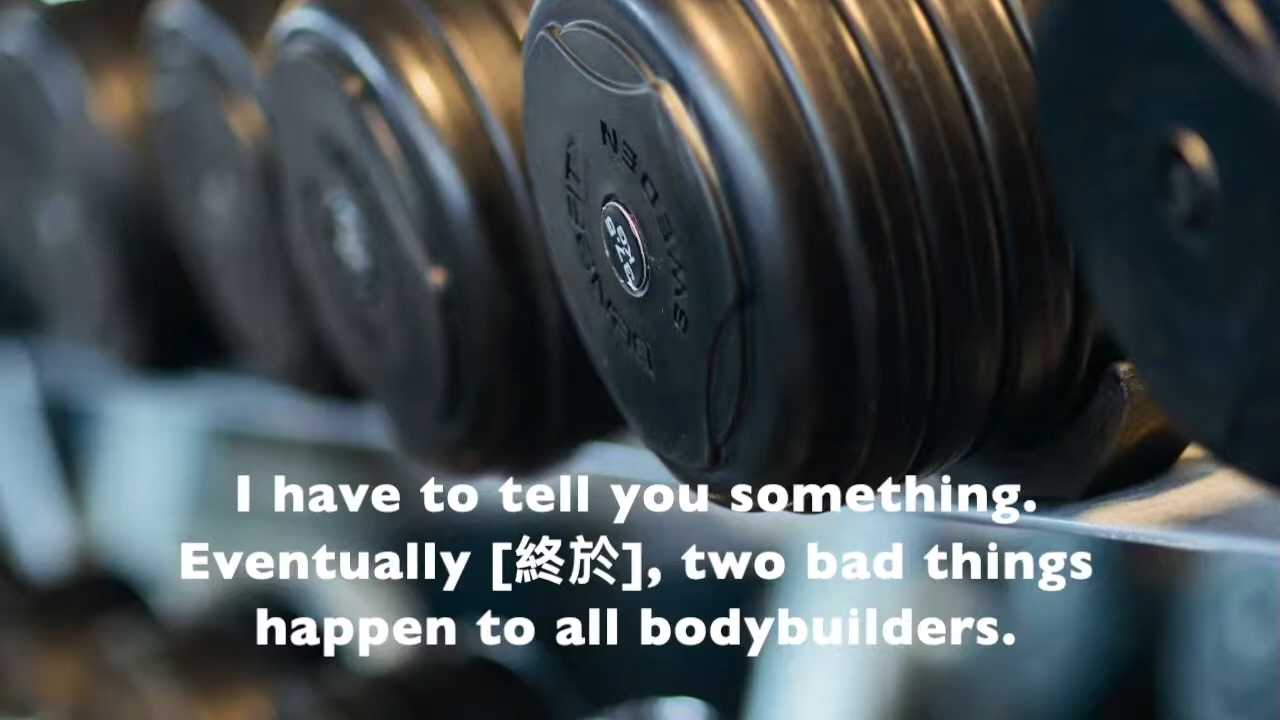 SWEDEN
I have to tell you something.
Eventually [終於], two bad things
happen to all bodybuilders.